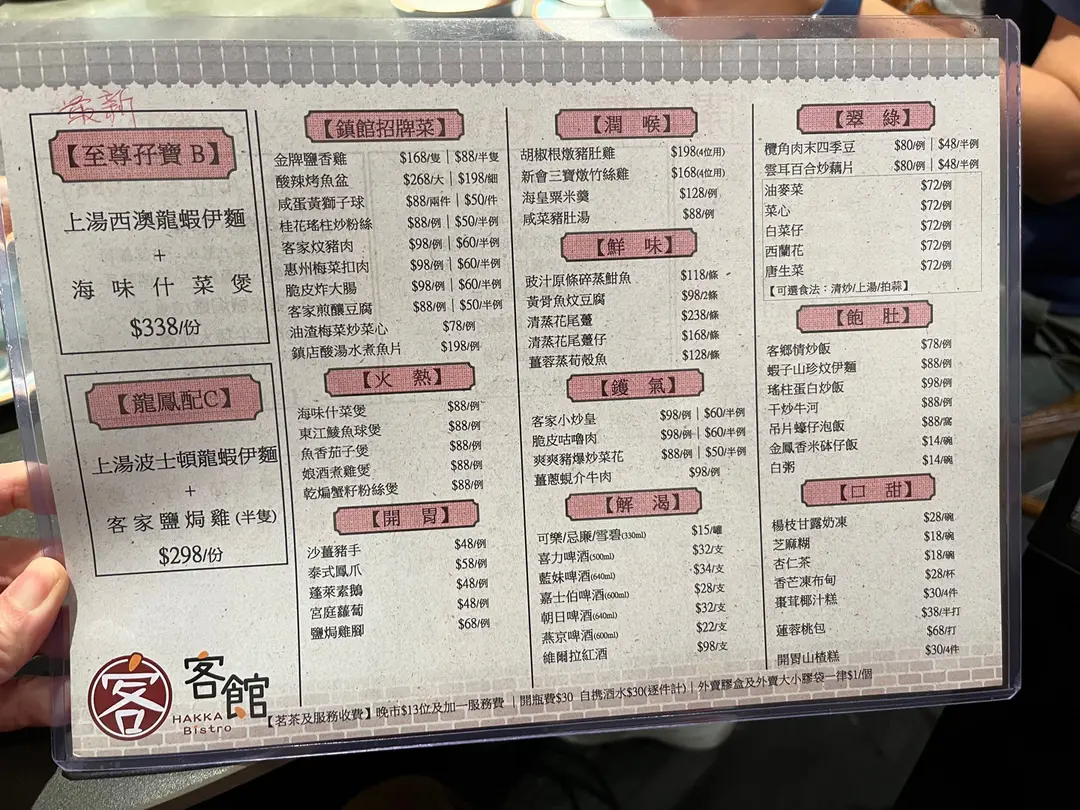 最新
【至尊孖寶 B】
上湯西澳龍蝦伊麵
+
海味什菜煲
$338/份
【龍鳳配C】
上湯波士頓龍蝦伊麵
+
客家鹽焗雞(半隻)
$298/份
客
客館
HAKKA
Bistro
【鎮館招牌菜】
金牌鹽香雞 $168/隻 | $88/半隻
酸辣烤魚盆 $268/大 | $198/細
咸蛋黃獅子球 $88/兩件 | $50/件
桂花瑤柱炒粉絲 $88/例 | $50/半例
客家炆豬肉 $98/例 | $60/半例
惠州梅菜扣肉 $98/例 | $60/半例
脆皮炸大腸 $98/例 | $60/半例
客家煎釀豆腐 $88/例 | $50/半例
油渣梅菜炒菜心 $78/例
鎮店酸湯水煮魚片 $198/例
【火熱】
海味什菜煲 $88/例
東江鯪魚球煲 $88/例
魚香茄子煲 $88/例
娘酒煮雞煲 $88/例
乾煸蟹籽粉絲煲 $88/例
【開胃】
沙薑豬手 $48/例
泰式鳳爪 $58/例
蓬萊素鵝 $48/例
宮庭蘿蔔 $48/例
鹽焗雞腳 $68/例
【潤喉】
胡椒根燉豬肚雞 $198(4位用)
新會三寶燉竹絲雞 $168(4位用)
海皇粟米羹 $128/例
咸菜豬肚湯 $88/例
【鮮味】
豉汁原條碎蒸鮒魚 $118/條
黃骨魚炆豆腐 $98/2條
清蒸花尾躉 $238/條
清蒸花尾躉仔 $168/條
薑蓉蒸荀殼魚 $128/條
【鑊氣】
客家小炒皇 $98/例 | $60/半例
脆皮咕嚕肉 $98/例 | $60/半例
爽爽豬爆炒菜花 $88/例 | $50/半例
薑蔥蜆介牛肉 $98/例
【解渴】
可樂/忌廉/雪碧(330ml) $15/罐
喜力啤酒(500ml) $32/支
藍妹啤酒(640ml) $34/支
嘉士伯啤酒(600ml) $28/支
朝日啤酒(640ml) $32/支
燕京啤酒(600ml) $22/支
維爾拉紅酒 $98/支
【翠綠】
欖角肉末四季豆 $80/例 | $48/半例
雲耳百合炒藕片 $80/例 | $48/半例
油麥菜 $72/例
菜心 $72/例
白菜仔 $72/例
西蘭花 $72/例
唐生菜 $72/例
【可選食法：清炒/上湯/拍蒜】
【飽肚】
客鄉情炒飯 $78/例
蝦子山珍炆伊麵 $88/例
瑤柱蛋白炒飯 $98/例
干炒牛河 $88/例
吊片蠔仔泡飯 $88/窩
金鳳香米砵仔飯 $14/碗
白粥 $14/碗
【口甜】
楊枝甘露奶凍 $28/碗
芝麻糊 $18/碗
杏仁茶 $18/碗
香芒凍布甸 $28/杯
棗茸椰汁糕 $30/4件
$38/半打
蓮蓉桃包 $68/打
開胃山楂糕 $30/4件
【茗茶及服務收費】晚市$13位及加一服務費 | 開瓶費$30 自携酒水$30(逐件計) | 外賣膠盒及外賣大小膠袋一律$1/個